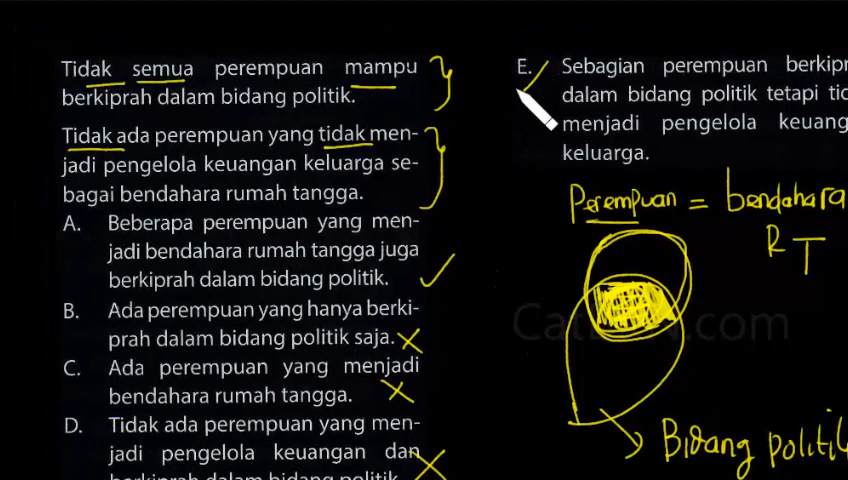 Tidak semua perempuan mampu
berkiprah dalam bidang politik.
Tidak ada perempuan yang tidak men-
jadi pengelola keuangan keluarga se-
bagai bendahara rumah tangga.
A. Beberapa perempuan yang men-
jadi bendahara rumah tangga juga
berkiprah dalam bidang politik.
B. Ada perempuan yang hanya berki-
prah dalam bidang politik saja.
C. Ada perempuan yang menjadi
bendahara rumah tangga.
D. Tidak ada perempuan yang men-
jadi pengelola keuangan dan
berkiprah dalam bidang politik.
E. Sebagian perempuan berkipr
dalam bidang politik tetapi tid
menjadi pengelola keuang
keluarga.
Perempuan = bendahara
RT
Bidang politik